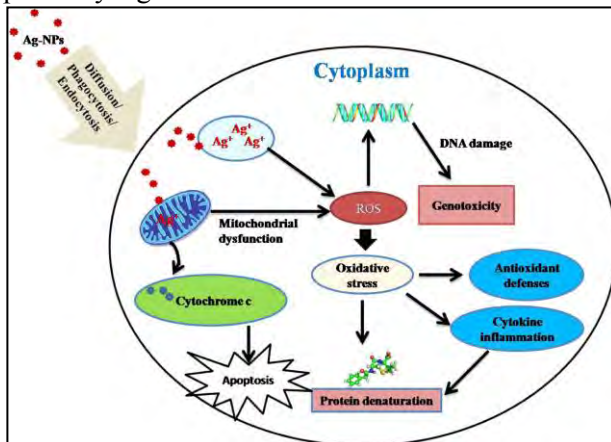 Ag-NPs
Diffusion/
Phagocytosis/
Endocytosis
Cytoplasm
Ag⁺
Ag⁺ Ag⁺
DNA damage
ROS
Genotoxicity
Mitochondrial
dysfunction
Oxidative
stress
Antioxidant
defenses
Cytochrome c
Cytokine
inflammation
Apoptosis
Protein denaturation